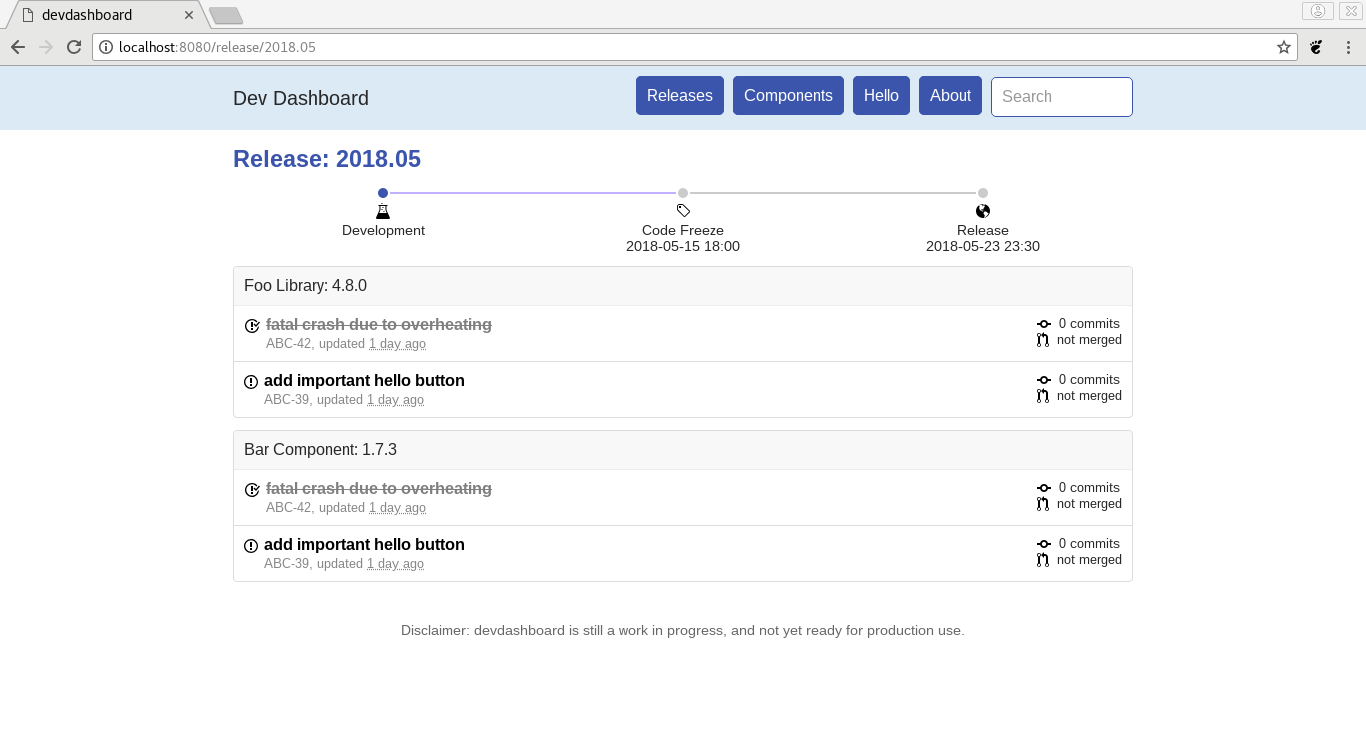 devdashboard
localhost:8080/release/2018.05
Dev Dashboard
Releases
Components
Hello
About
Search
Release: 2018.05
Development
Code Freeze
2018-05-15 18:00
Release
2018-05-23 23:30
Foo Library: 4.8.0
fatal crash due to overheating
0 commits
ABC-42, updated 1 day ago
not merged
add important hello button
0 commits
ABC-39, updated 1 day ago
not merged
Bar Component: 1.7.3
fatal crash due to overheating
0 commits
ABC-42, updated 1 day ago
not merged
add important hello button
0 commits
ABC-39, updated 1 day ago
not merged
Disclaimer: devdashboard is still a work in progress, and not yet ready for production use.